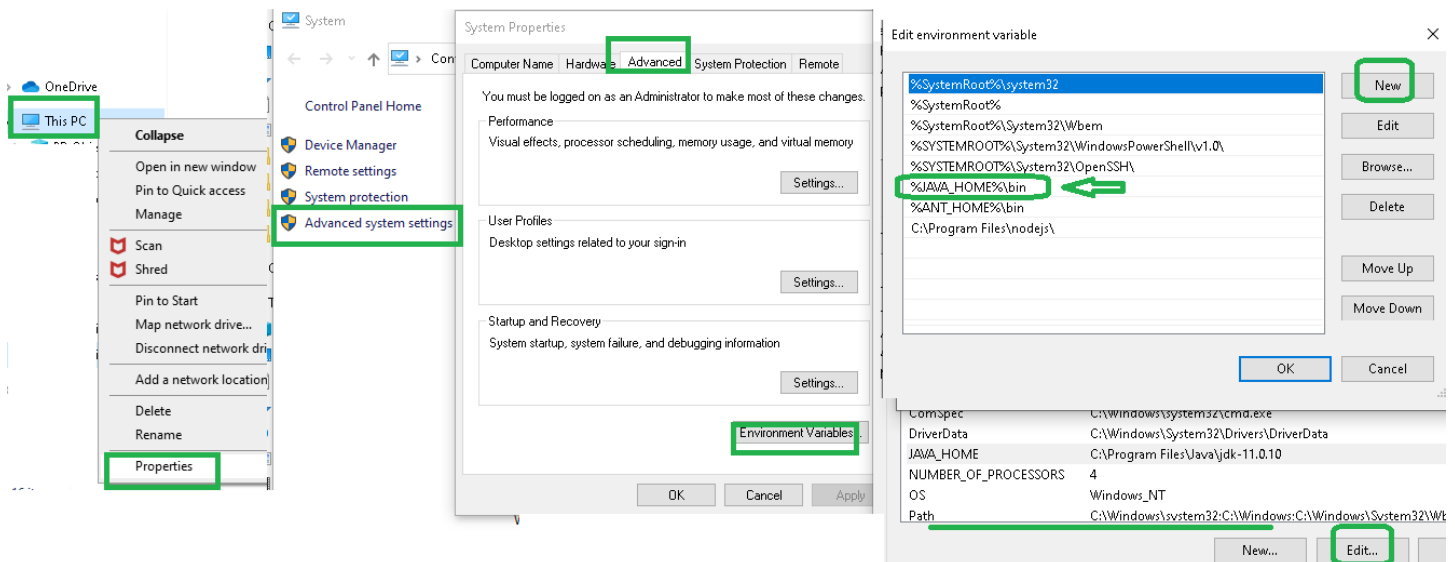 OneDrive
This PC
Collapse
Open in new window
Pin to Quick access
Manage
Scan
Shred
Pin to Start
Map network drive...
Disconnect network dri
Add a network location
Delete
Rename
Properties
System
Con
Control Panel Home
Device Manager
Remote settings
System protection
Advanced system settings
System Properties
Computer Name Hardware Advanced System Protection Remote
You must be logged on as an Administrator to make most of these changes.
Performance
Visual effects, processor scheduling, memory usage, and virtual memory
Settings...
User Profiles
Desktop settings related to your sign-in
Settings...
Startup and Recovery
System startup, system failure, and debugging information
Settings...
Environment Variables...
OK Cancel Apply
Edit environment variable
%SystemRoot%\system32
%SystemRoot%
%SystemRoot%\System32\Wbem
%SYSTEMROOT%\System32\WindowsPowerShell\v1.0\
%SYSTEMROOT%\System32\OpenSSH\
%JAVA_HOME%\bin
%ANT_HOME%\bin
C:\Program Files\nodejs\
New
Edit
Browse...
Delete
Move Up
Move Down
OK Cancel
ComSpec C:\Windows\system32\cmd.exe
DriverData C:\Windows\System32\Drivers\DriverData
JAVA_HOME C:\Program Files\Java\jdk-11.0.10
NUMBER_OF_PROCESSORS 4
OS Windows_NT
Path C:\Windows\system32;C:\Windows;C:\Windows\System32\Wb
New... Edit...